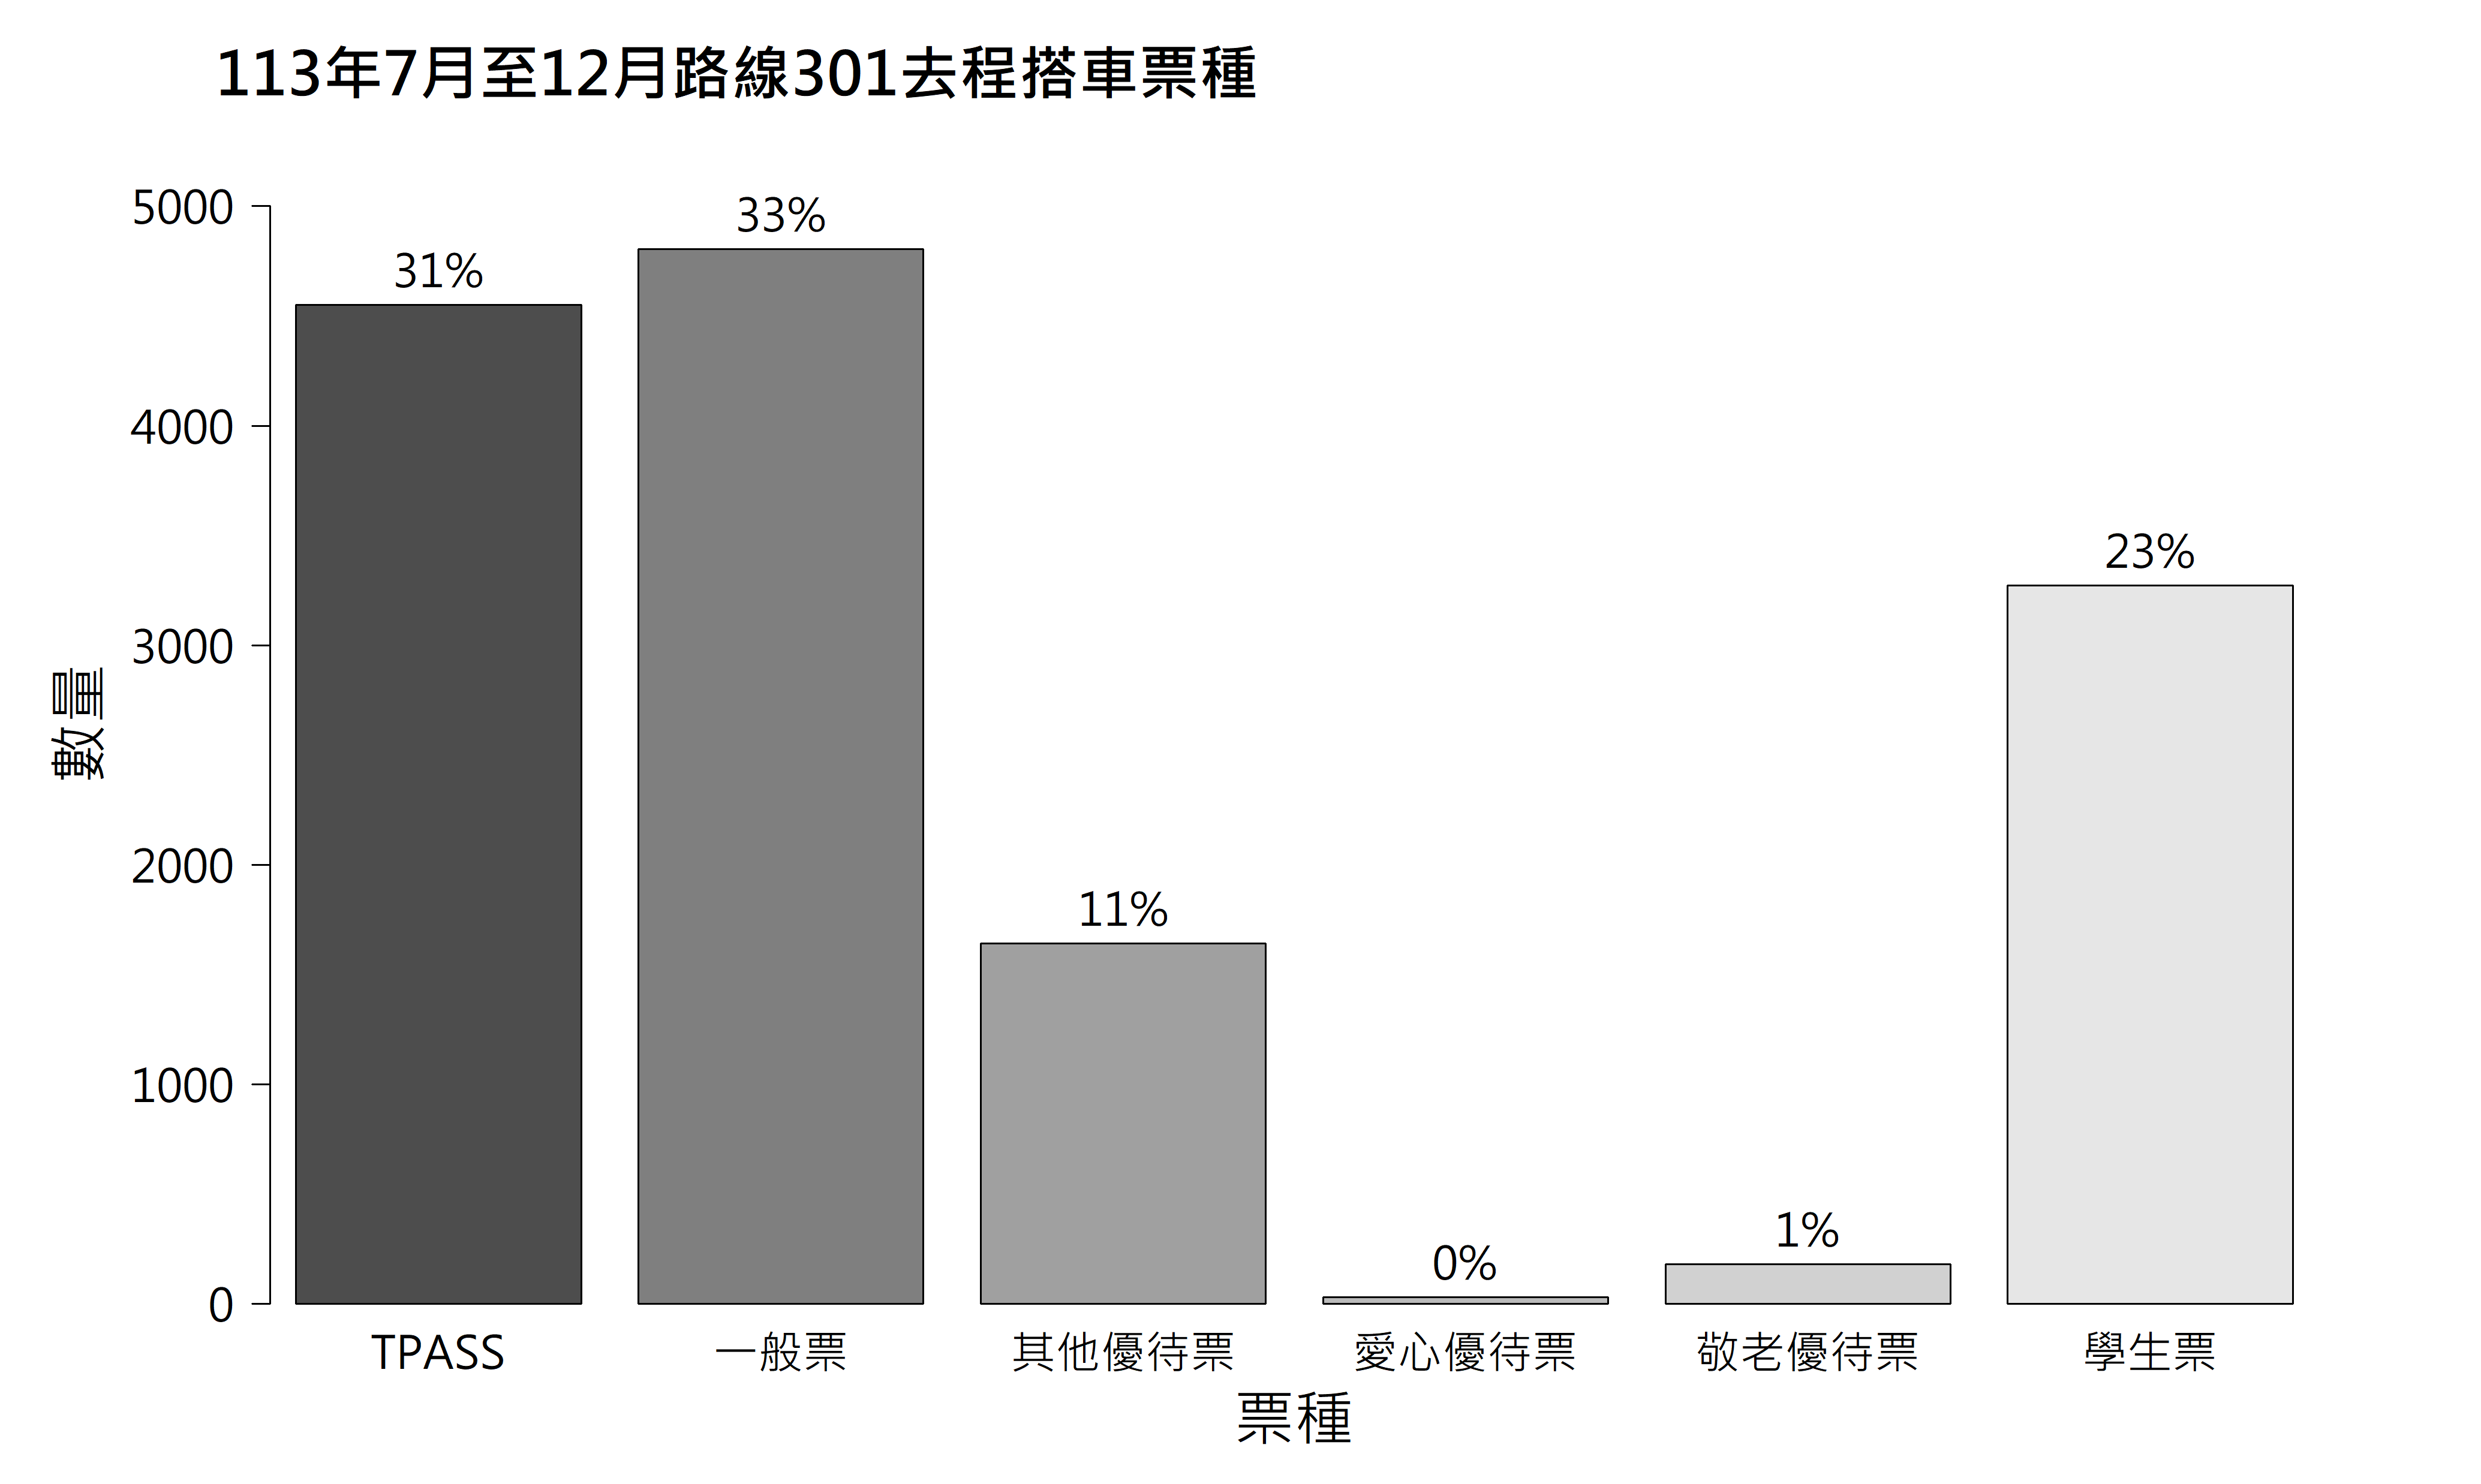 113年7月至12月路線301去程搭車票種
5000
4000
3000
2000
1000
0
數量
31%
33%
11%
0%
1%
23%
TPASS
一般票
其他優待票
愛心優待票
敬老優待票
學生票
票種